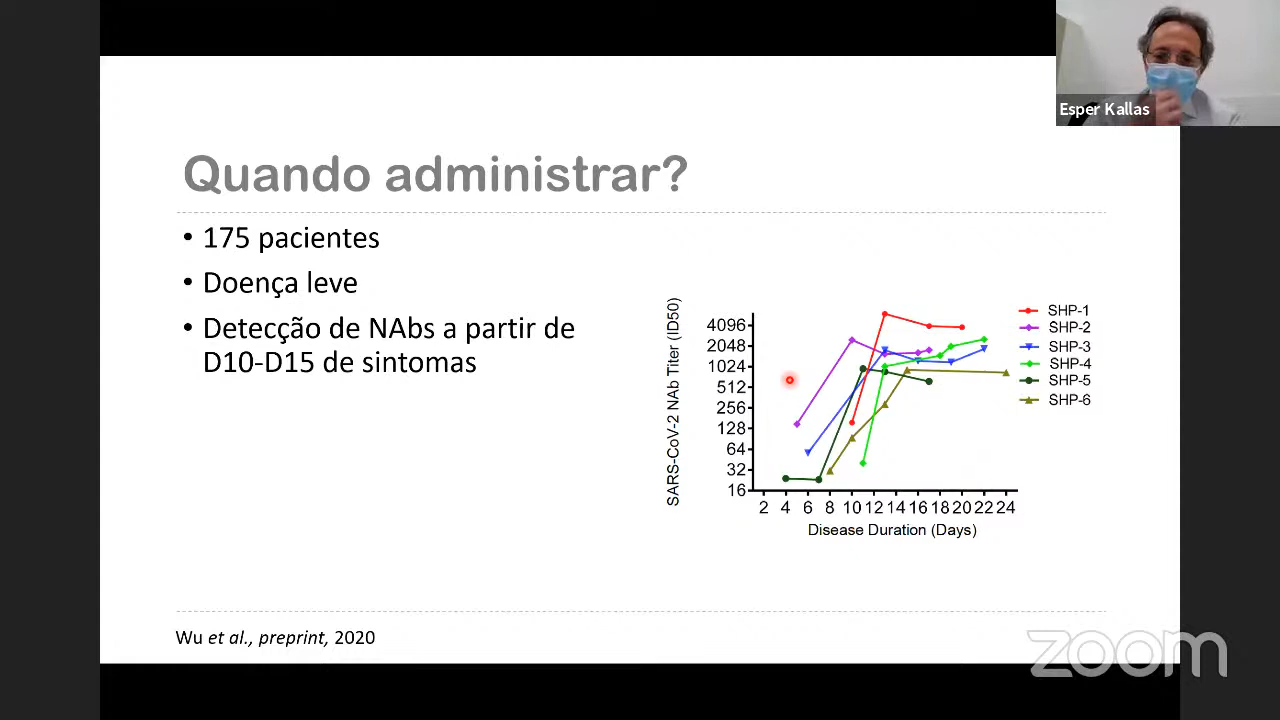 Esper Kallas
Quando administrar?
• 175 pacientes
• Doença leve
• Detecção de NAbs a partir de
D10-D15 de sintomas
SARS-CoV-2 NAb Titer (ID50)
4096
2048
1024
512
256
128
64
32
16
2 4 6 8 10 12 14 16 18 20 22 24
Disease Duration (Days)
SHP-1
SHP-2
SHP-3
SHP-4
SHP-5
SHP-6
Wu et al., preprint, 2020
zoom